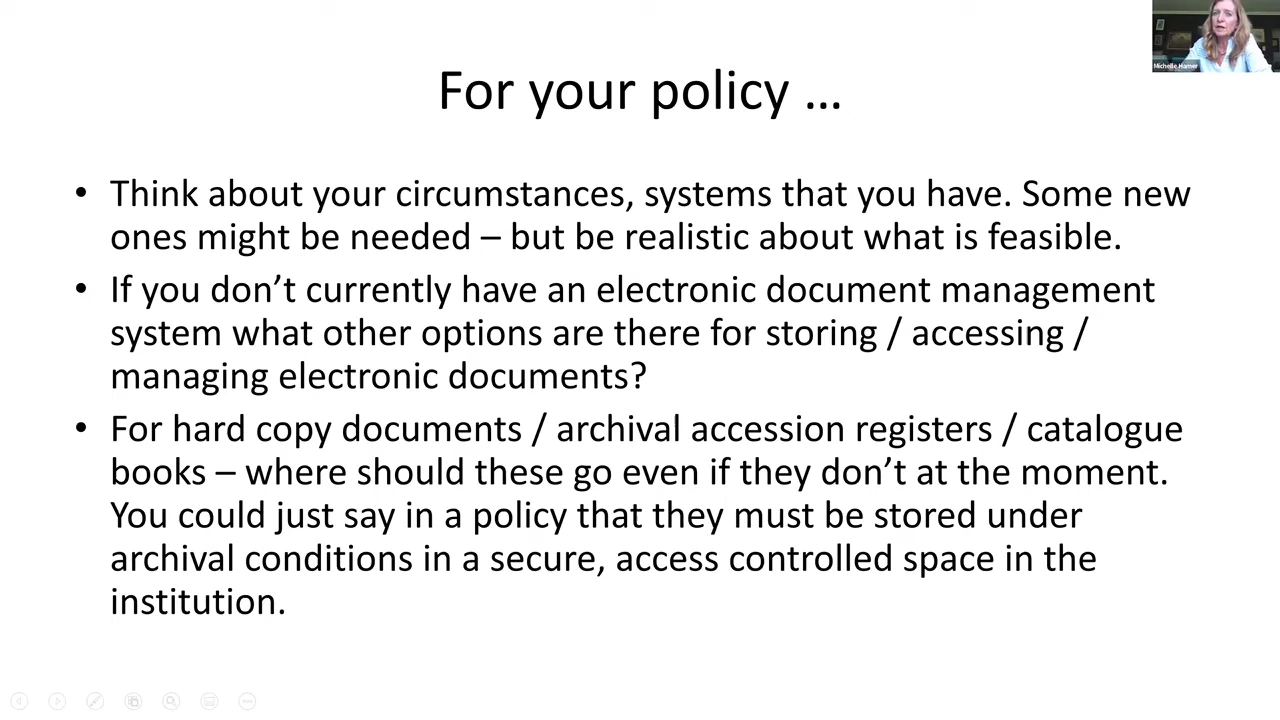 Michelle Hamer
For your policy …
• Think about your circumstances, systems that you have. Some new
ones might be needed – but be realistic about what is feasible.
• If you don’t currently have an electronic document management
system what other options are there for storing / accessing /
managing electronic documents?
• For hard copy documents / archival accession registers / catalogue
books – where should these go even if they don’t at the moment.
You could just say in a policy that they must be stored under
archival conditions in a secure, access controlled space in the
institution.